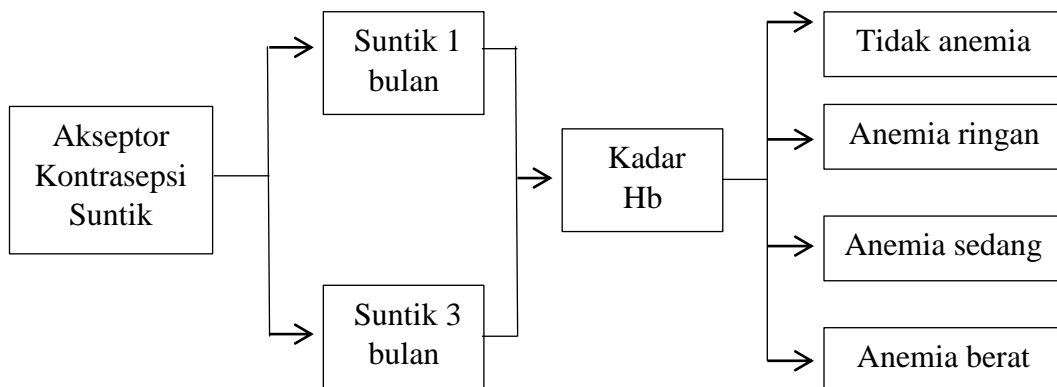 Akseptor
Kontrasepsi
Suntik
Suntik 1
bulan
Suntik 3
bulan
Kadar
Hb
Tidak anemia
Anemia ringan
Anemia sedang
Anemia berat